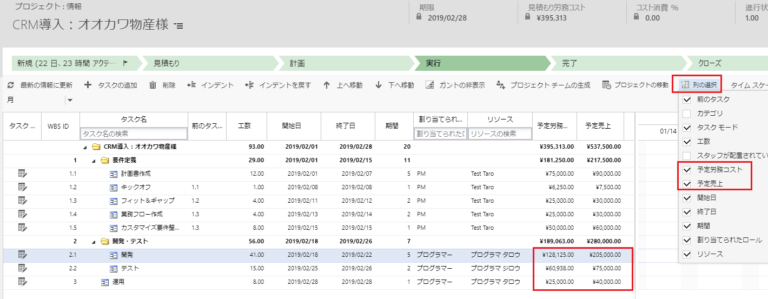 プロジェクト: 情報
CRM導入：オオカワ物産様
期限
2019/02/28
見積もり労務コスト
¥395,313
コスト消費 %
0.00
進行状
1.00
新規 (22 日、23 時間 アクテ...
見積もり
計画
実行
完了
クローズ
最新の情報に更新 タスクの追加 削除 インデント インデントを戻す 上へ移動 下へ移動 ガントの非表示 プロジェクト チームの生成 プロジェクトの移動 列の選択 タイム スケ
月
タスク ... WBS ID タスク名 前のタス... 工数 開始日 終了日 期間 割り当てられ... リソース 予定労務... 予定売上
タスク名の検索 割り当てられた リソースの検索
01/14
CRM導入：オオカワ物産様 93.00 2019/02/01 2019/02/28 20 ¥395,313.00 ¥537,500.00
1 要件定義 29.00 2019/02/01 2019/02/15 11 ¥181,250.00 ¥217,500.00
1.1 計画書作成 12.00 2019/02/01 2019/02/07 5 PM Test Taro ¥75,000.00 ¥90,000.00
1.2 キックオフ 1.1 1.00 2019/02/08 2019/02/08 1 PM Test Taro ¥6,250.00 ¥7,500.00
1.3 フィット＆ギャップ 1.2 4.00 2019/02/11 2019/02/12 2 PM Test Taro ¥25,000.00 ¥30,000.00
1.4 業務フロー作成 1.3 4.00 2019/02/13 2019/02/14 2 PM Test Taro ¥25,000.00 ¥30,000.00
1.5 カスタマイズ要件整... 1.3 8.00 2019/02/15 2019/02/15 1 PM Test Taro ¥50,000.00 ¥60,000.00
2 開発・テスト 56.00 2019/02/18 2019/02/26 7 ¥189,063.00 ¥280,000.00
2.1 開発 41.00 2019/02/18 2019/02/22 5 プログラマー プログラマ タロウ ¥128,125.00 ¥205,000.00
2.2 テスト 15.00 2019/02/25 2019/02/26 2 プログラマー プログラマ ジロウ ¥60,938.00 ¥75,000.00
3 運用 8.00 2019/02/28 2019/02/28 1 プログラマー プログラマ タロウ ¥25,000.00 ¥40,000.00
前のタスク
カテゴリ
タスク モード
工数
スタッフが配置されてい
予定労務コスト
予定売上
開始日
終了日
期間
割り当てられたロール
リソース